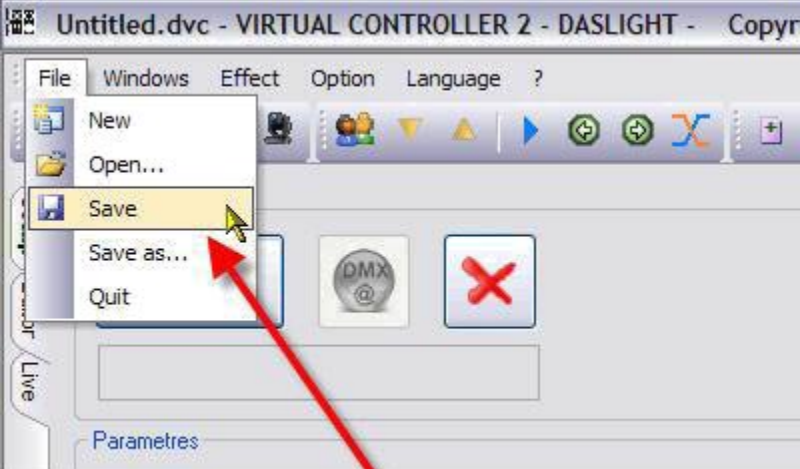 Untitled.dvc - VIRTUAL CONTROLLER 2 - DASLIGHT - Copyr
File Windows Effect Option Language ?
New
Open...
Save
Save as...
Quit
DMX
@
Live
Parametres